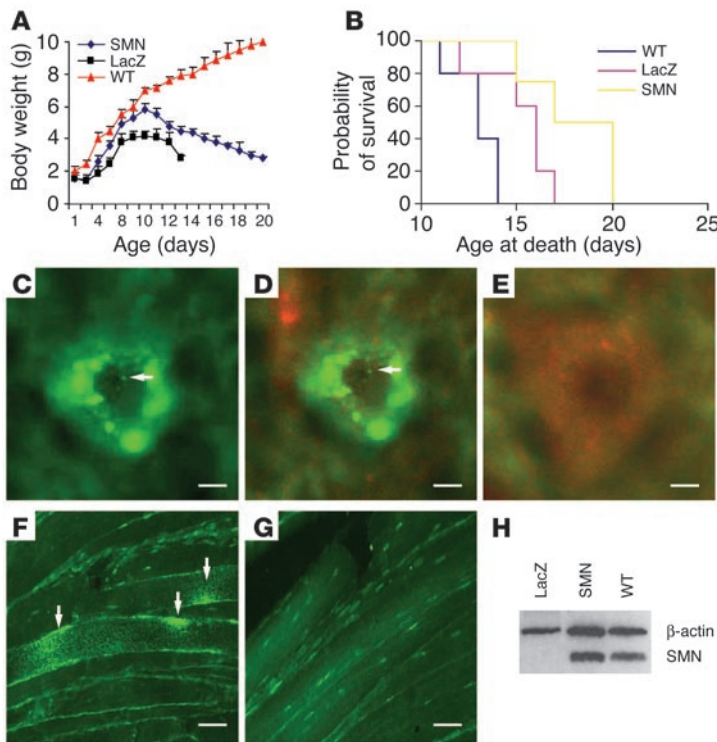 A
Body weight (g)
10
8
6
4
2
0
SMN
LacZ
WT
1 4 8 10 12 14 16 18 20
Age (days)
B
Probability
of survival
100
80
60
40
20
0
WT
LacZ
SMN
10 15 20 25
Age at death (days)
C
D
E
F
G
H
LacZ
SMN
WT
β-actin
SMN